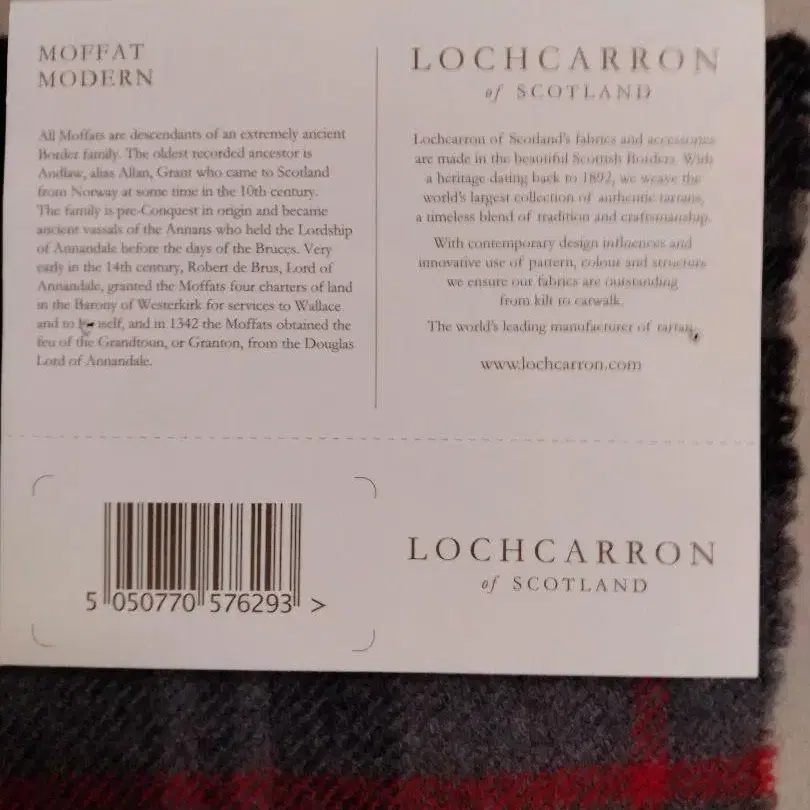 MOFFAT
MODERN
All Moffats are descendants of an extremely ancient
Border family. The oldest recorded ancestor is
Andlaw, alias Allan, Grant who came to Scotland
from Norway at some time in the 10th century.
The family is pre-Conquest in origin and became
ancient vassals of the Annans who held the Lordship
of Annandale before the days of the Bruces. Very
early in the 14th century, Robert de Brus, Lord of
Annandale, granted the Moffats four charters of land
in the Barony of Westerkirk for services to Wallace
and to himself, and in 1342 the Moffats obtained the
feu of the Grandtoun, or Granton, from the Douglas
Lord of Annandale.
LOCHCARRON
of SCOTLAND
Lochcarron of Scotland's fabrics and accessories
are made in the beautiful Scottish Borders. With
a heritage dating back to 1892, we weave the
world's largest collection of authentic tartans,
a timeless blend of tradition and craftsmanship.
With contemporary design influences and
innovative use of pattern, colour and structure
we ensure our fabrics are outstanding
from kilt to catwalk.
The world's leading manufacturer of tartan.
www.lochcarron.com
5 050770 576293 >
LOCHCARRON
of SCOTLAND